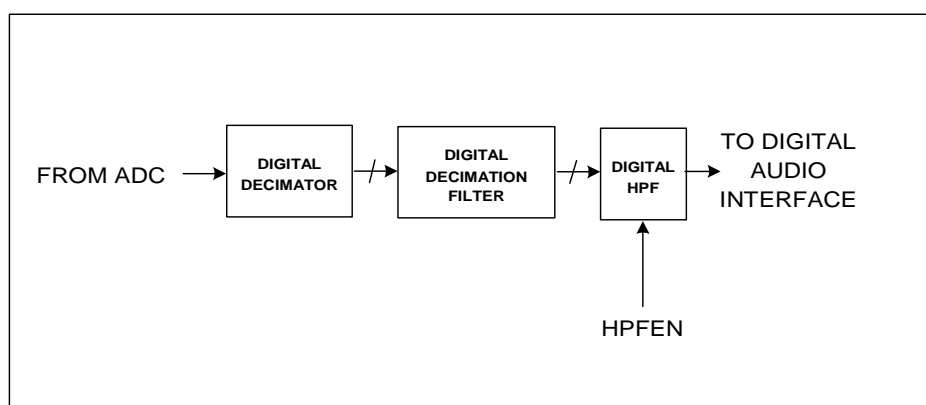 FROM ADC
DIGITAL
DECIMATOR
DIGITAL
DECIMATION
FILTER
DIGITAL
HPF
TO DIGITAL
AUDIO
INTERFACE
HPFEN